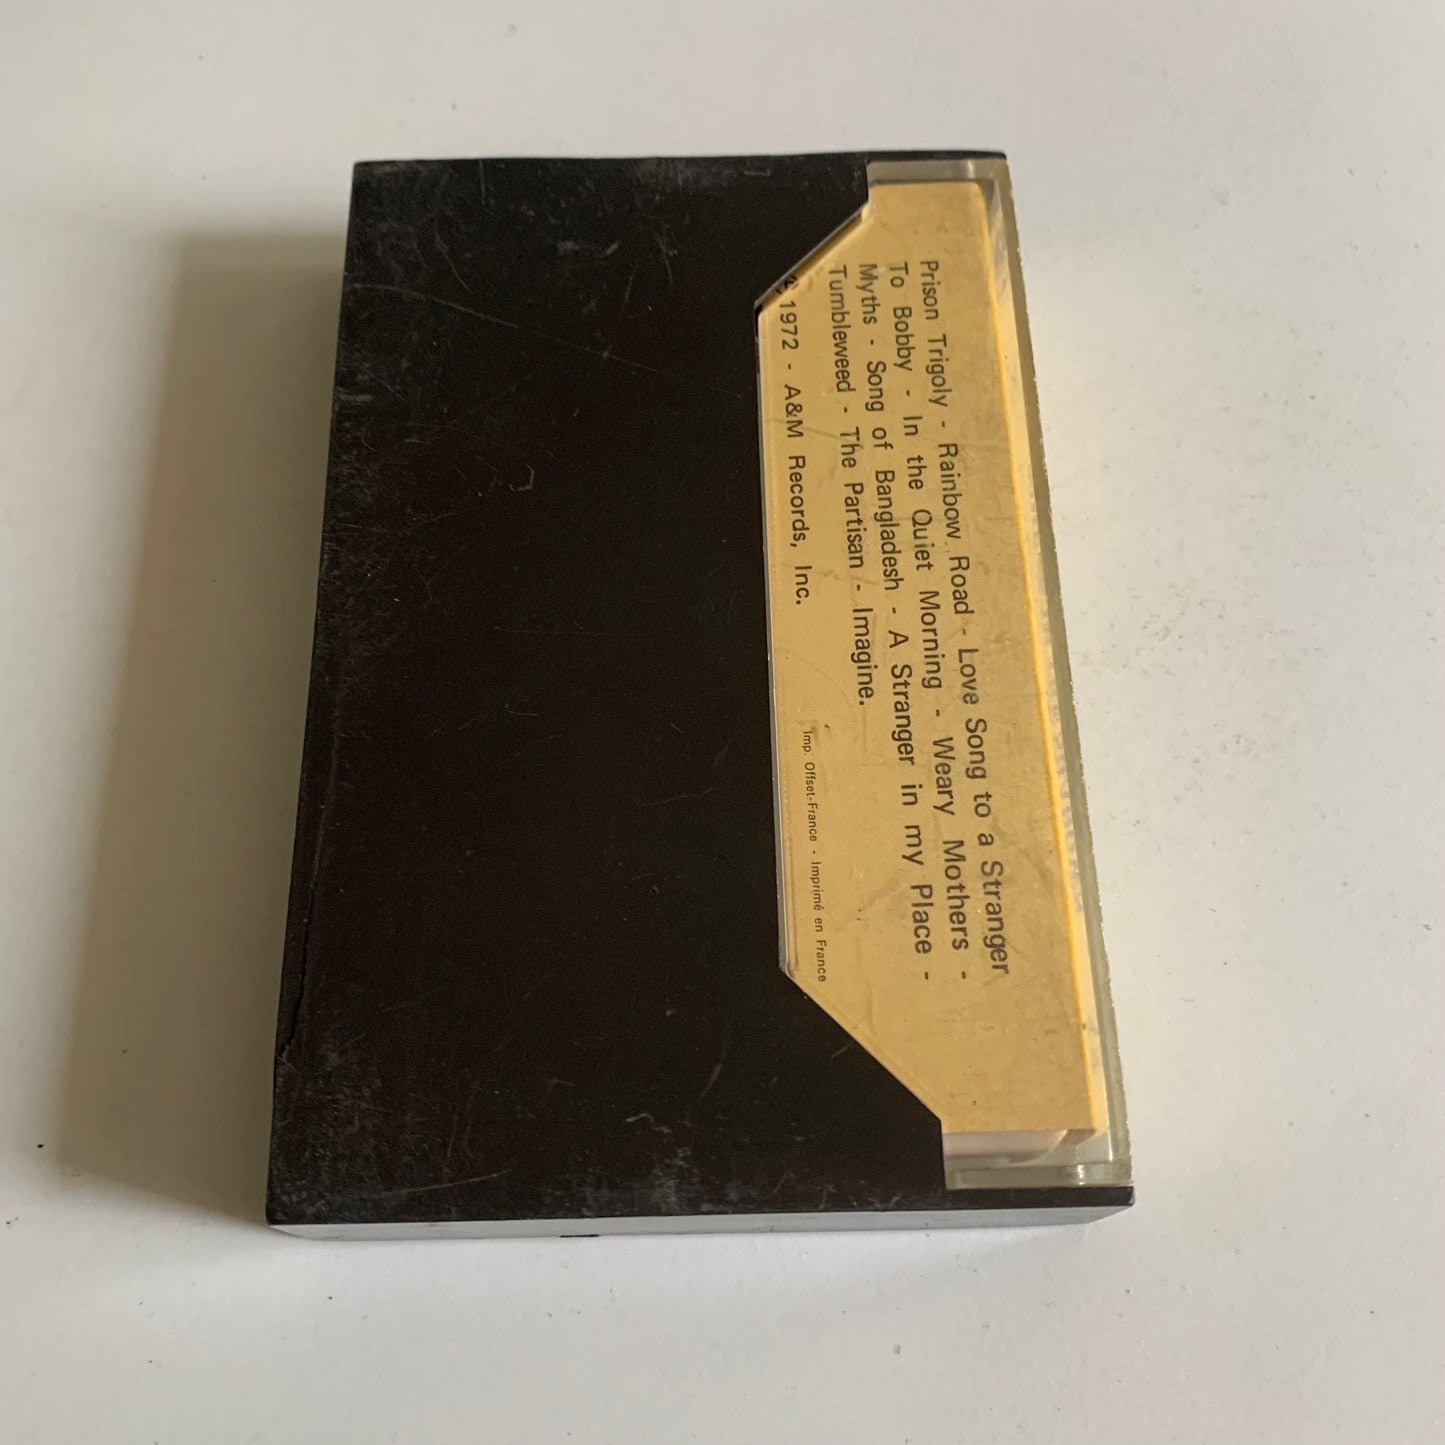 Prison Trigoly - Rainbow Road - Love Song to a Stranger
To Bobby - In the Quiet Morning - Weary Mothers -
Myths - Song of Bangladesh - A Stranger in my Place -
Tumbleweed - The Partisan - Imagine.
℗ 1972 - A&M Records, Inc.
Imp. Offset-France - Imprimé en France